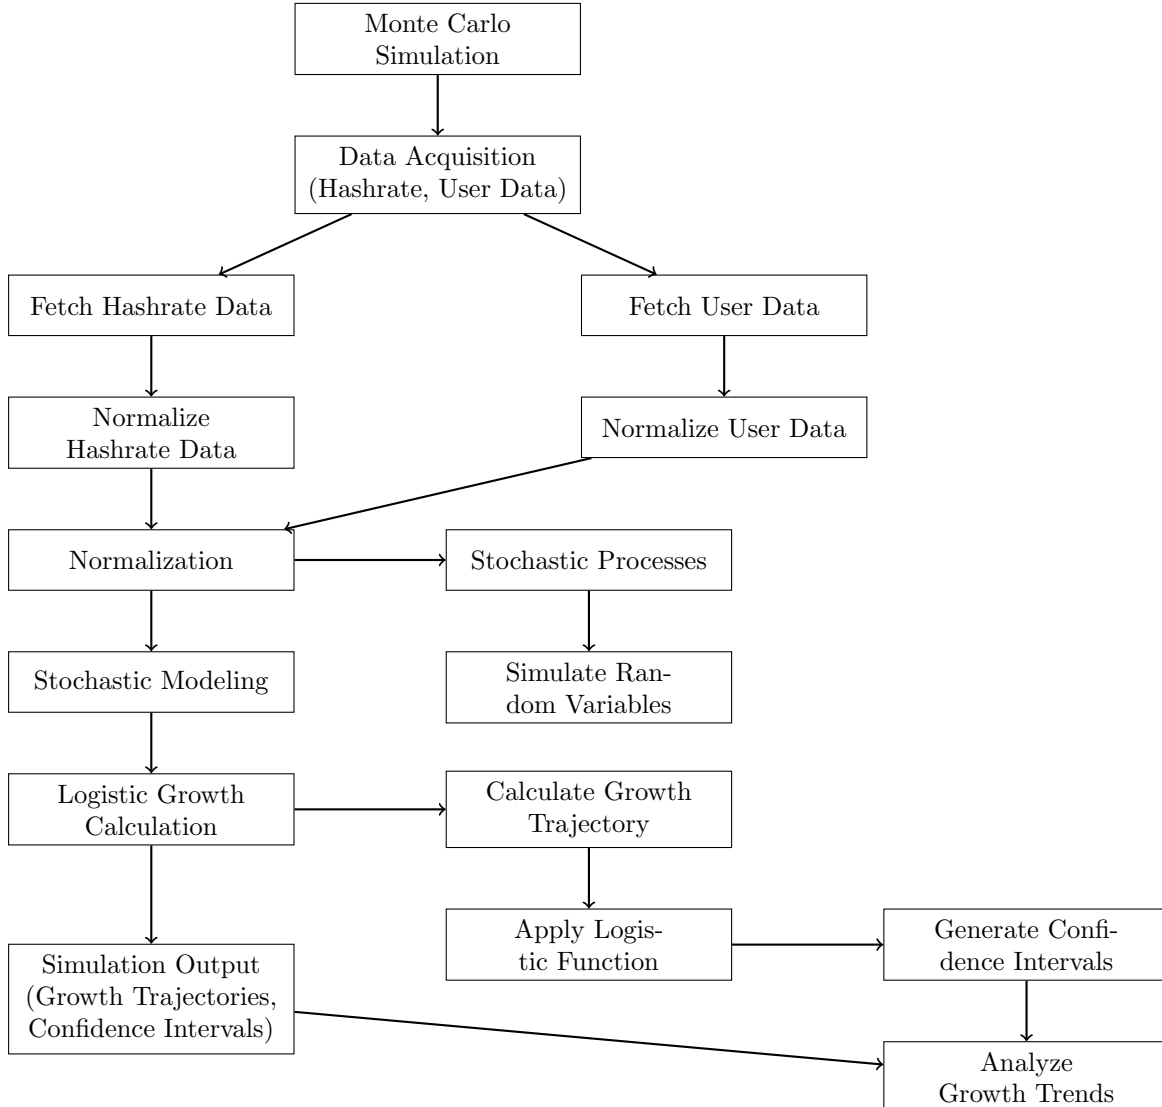 Monte Carlo
Simulation
Data Acquisition
(Hashrate, User Data)
Fetch Hashrate Data
Fetch User Data
Normalize
Hashrate Data
Normalize User Data
Normalization
Stochastic Processes
Stochastic Modeling
Simulate Ran-
dom Variables
Logistic Growth
Calculation
Calculate Growth
Trajectory
Apply Logis-
tic Function
Generate Confi-
dence Intervals
Simulation Output
(Growth Trajectories,
Confidence Intervals)
Analyze
Growth Trends